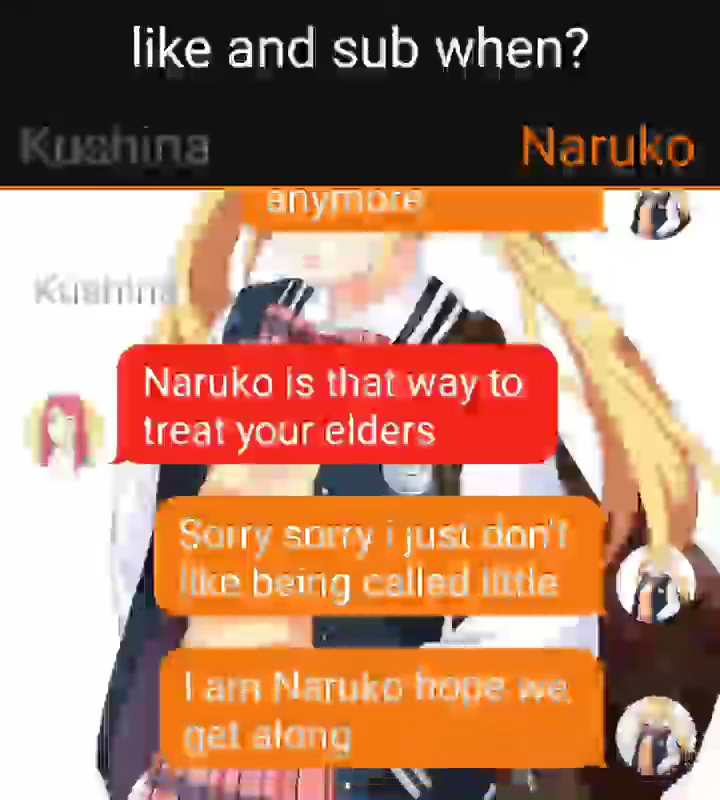 like and sub when?
Kushina
Naruko
anymore
Kushina
Naruko is that way to
treat your elders
Sorry sorry i just don't
like being called little
I am Naruko hope we
get along